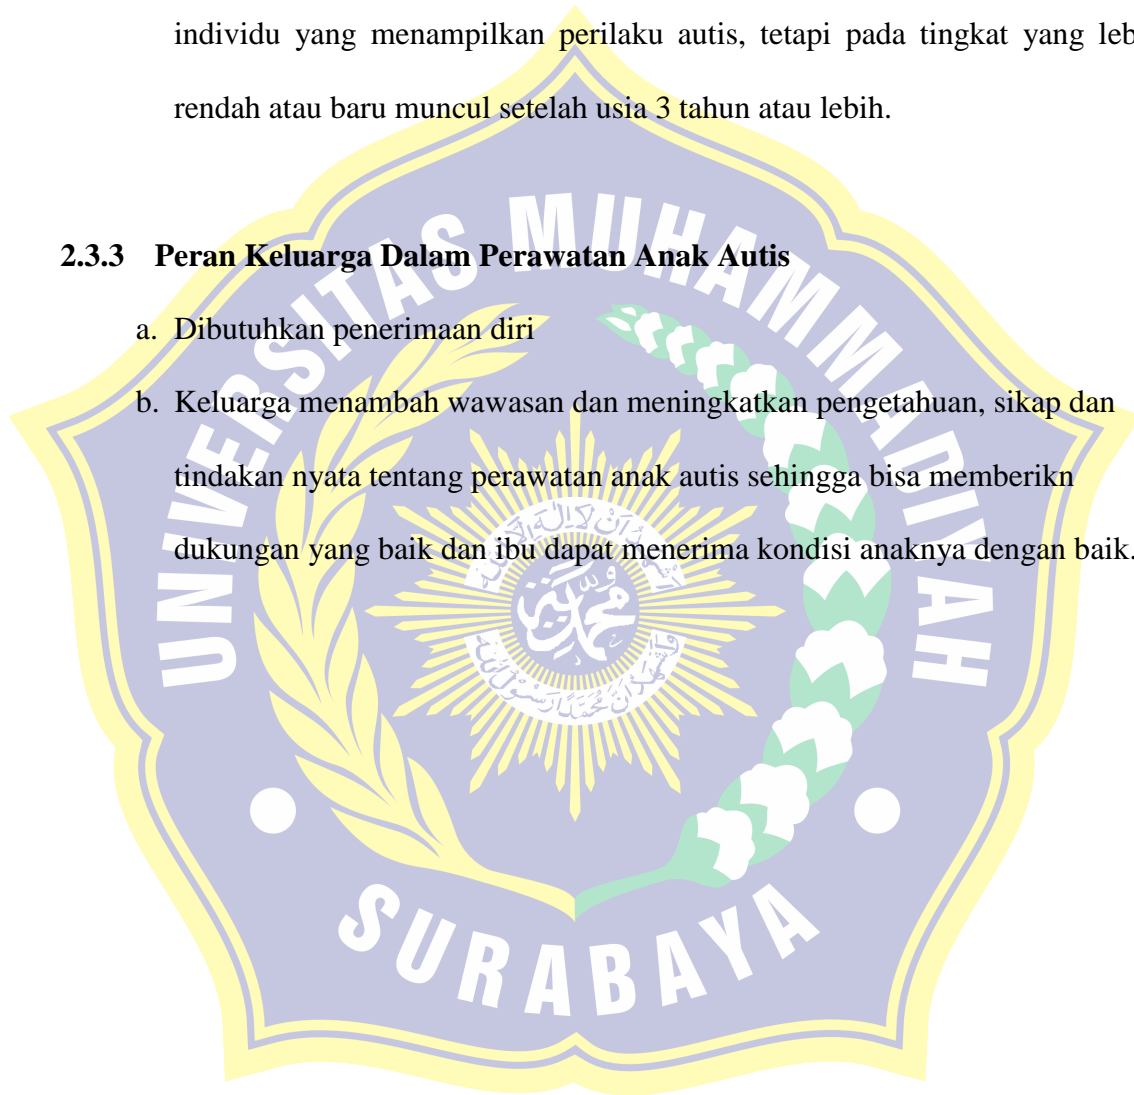 individu yang menampilkan perilaku autis, tetapi pada tingkat yang leb
rendah atau baru muncul setelah usia 3 tahun atau lebih.
2.3.3 Peran Keluarga Dalam Perawatan Anak Autis
a. Dibutuhkan penerimaan diri
b. Keluarga menambah wawasan dan meningkatkan pengetahuan, sikap dan
tindakan nyata tentang perawatan anak autis sehingga bisa memberikn
dukungan yang baik dan ibu dapat menerima kondisi anaknya dengan baik.
UNIVERSITAS MUHAMMADIYAH
SURABAYA